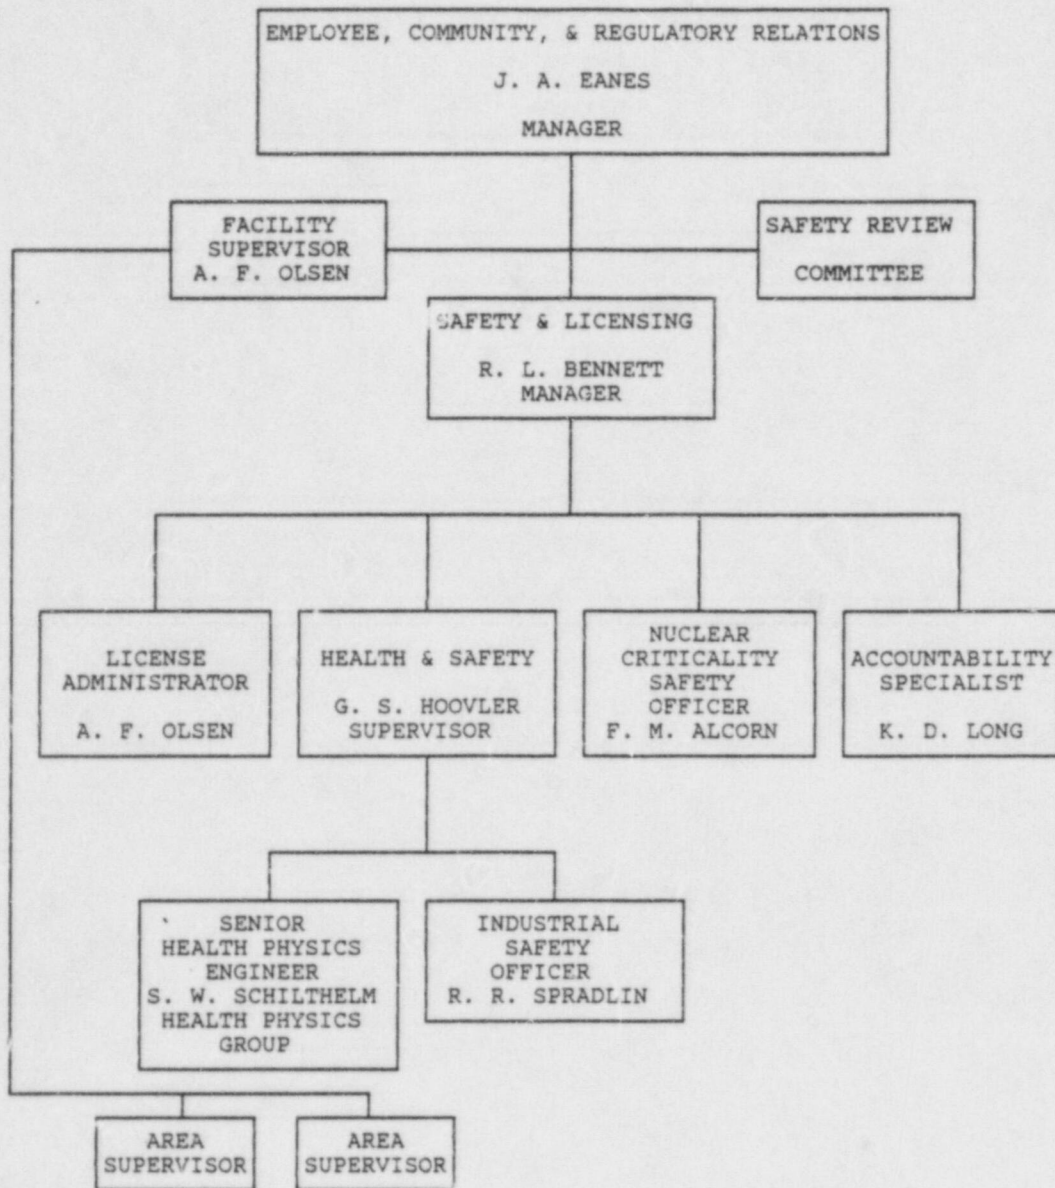 EMPLOYEE, COMMUNITY, & REGULATORY RELATIONS
J. A. EANES
MANAGER
FACILITY
SUPERVISOR
A. F. OLSEN
SAFETY REVIEW
COMMITTEE
SAFETY & LICENSING
R. L. BENNETT
MANAGER
LICENSE
ADMINISTRATOR
A. F. OLSEN
HEALTH & SAFETY
G. S. HOOVLER
SUPERVISOR
NUCLEAR
CRITICALITY
SAFETY
OFFICER
F. M. ALCORN
ACCOUNTABILITY
SPECIALIST
K. D. LONG
SENIOR
HEALTH PHYSICS
ENGINEER
S. W. SCHILTHELM
HEALTH PHYSICS
GROUP
INDUSTRIAL
SAFETY
OFFICER
R. R. SPRADLIN
AREA
SUPERVISOR
AREA
SUPERVISOR